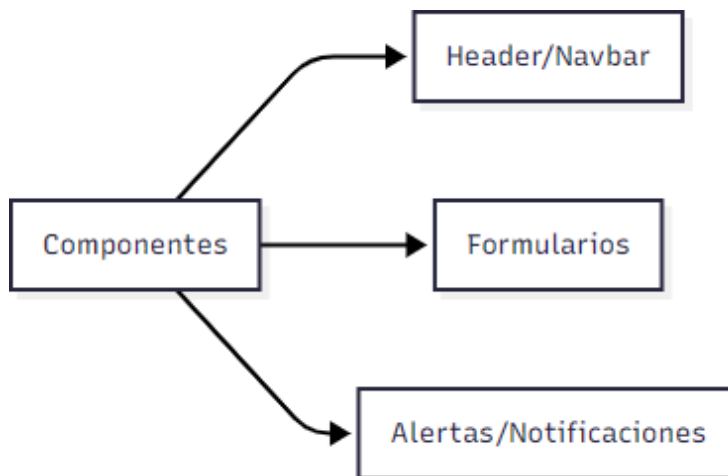 Header/Navbar
Componentes
Formularios
Alertas/Notificaciones